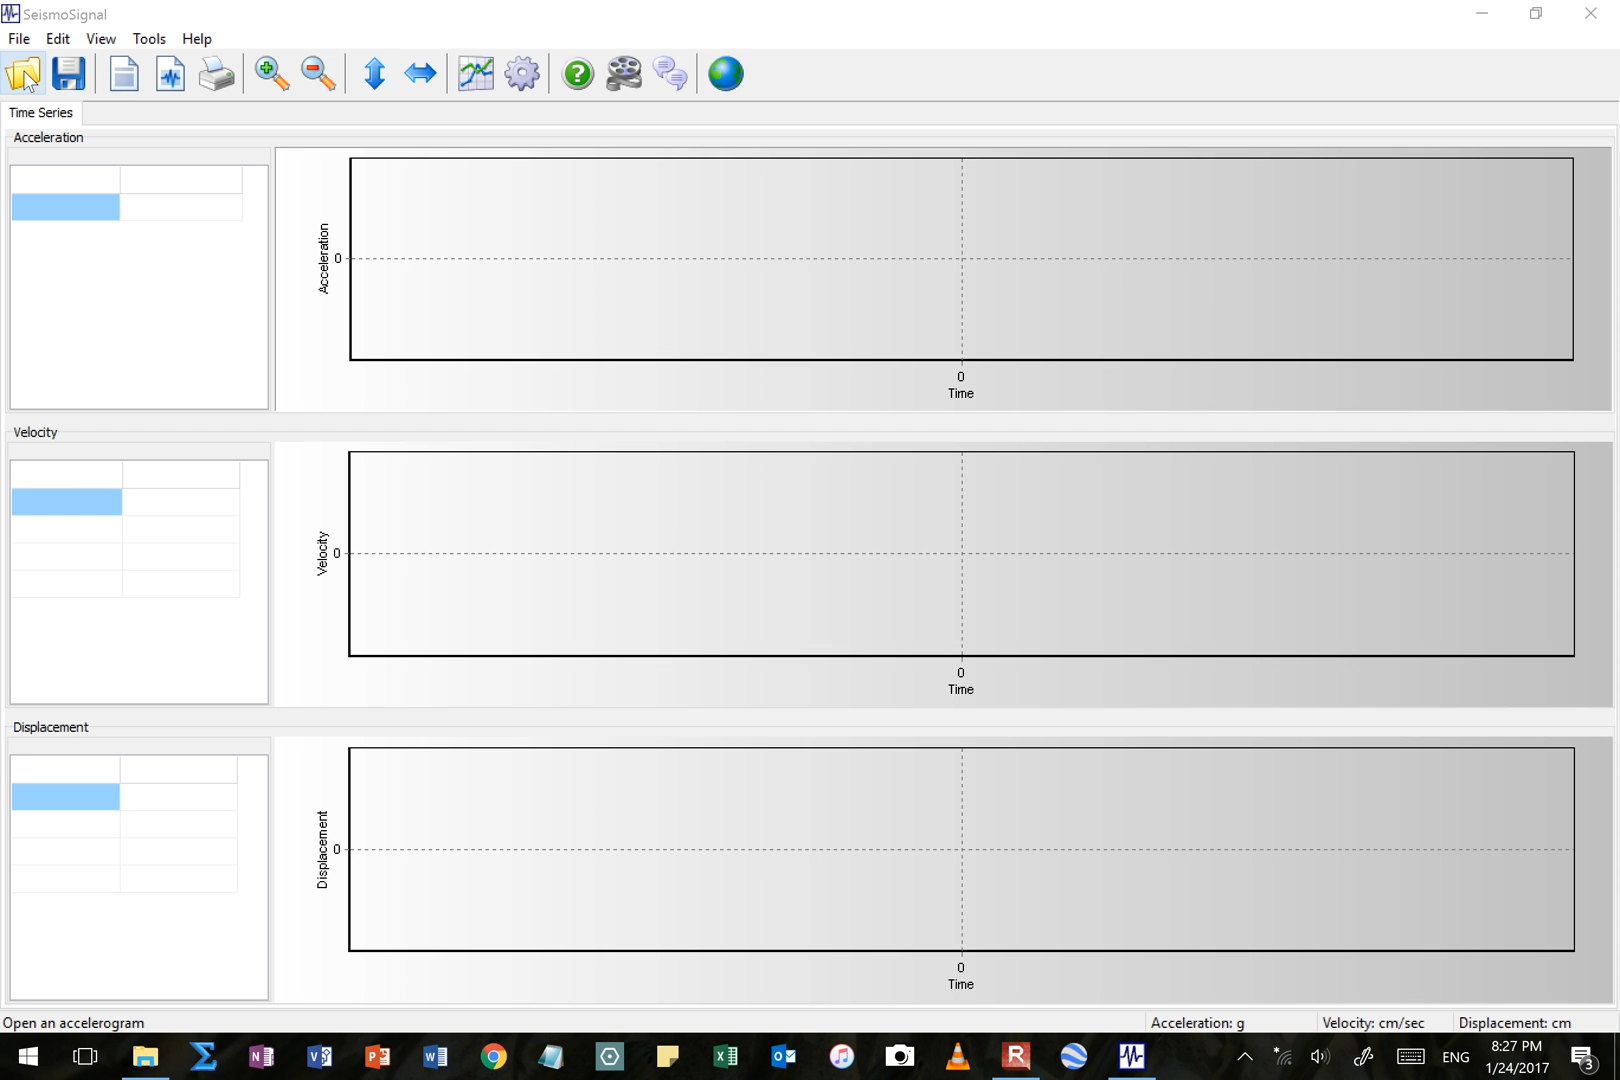 SeismoSignal
File Edit View Tools Help
Time Series
Acceleration
Acceleration
0
0
Time
Velocity
Velocity
0
0
Time
Displacement
Displacement
0
0
Time
Open an accelerogram
Acceleration: g
Velocity: cm/sec
Displacement: cm
ENG
8:27 PM
1/24/2017
3